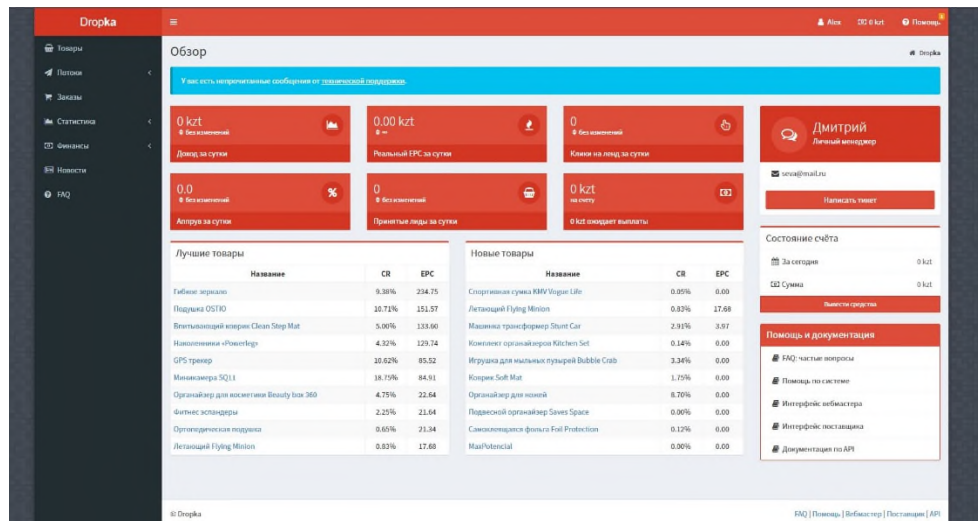 Dropka
Alex
0 kzt
Помощь
Товары
Потоки
Заказы
Статистика
Финансы
Новости
FAQ
Обзор
Dropka
У вас есть непрочитанные сообщения от технической поддержки.
0 kzt
0 без изменений
Доход за сутки
0.00 kzt
0 —
Реальный EPC за сутки
0
0 без изменений
Клики на ленд за сутки
0.0
0 без изменений
Аппрув за сутки
0
0 без изменений
Принятые лиды за сутки
0 kzt
на счету
0 kzt ожидает выплаты
Дмитрий
Личный менеджер
seva@mail.ru
Написать тикет
Состояние счёта
За сегодня 0 kzt
Сумма 0 kzt
Вывести средства
Помощь и документация
FAQ: частые вопросы
Помощь по системе
Интерфейс вебмастера
Интерфейс поставщика
Документация по API
Лучшие товары
Название CR EPC
Гибкое зеркало 9.38% 234.75
Подушка OSTIO 10.71% 151.57
Впитывающий коврик Clean Step Mat 5.00% 133.60
Наколенники «Powerleg» 4.32% 129.74
GPS трекер 10.62% 85.52
Миникамера SQ11 18.75% 84.91
Органайзер для косметики Beauty box 360 4.75% 22.64
Фитнес эспандеры 2.25% 21.64
Ортопедическая подушка 0.65% 21.34
Летающий Flying Minion 0.83% 17.68
Новые товары
Название CR EPC
Спортивная сумка KMV Vogue Life 0.05% 0.00
Летающий Flying Minion 0.83% 17.68
Машинка трансформер Stunt Car 2.91% 3.97
Комплект органайзеров Kitchen Set 0.14% 0.00
Игрушка для мыльных пузырей Bubble Crab 3.34% 0.00
Коврик Soft Mat 1.75% 0.00
Органайзер для ножей 8.70% 0.00
Подвесной органайзер Saves Space 0.00% 0.00
Самоклеящаяся фольга Foil Protection 0.12% 0.00
MaxPotencial 0.00% 0.00
© Dropka
FAQ | Помощь | Вебмастер | Поставщик | API